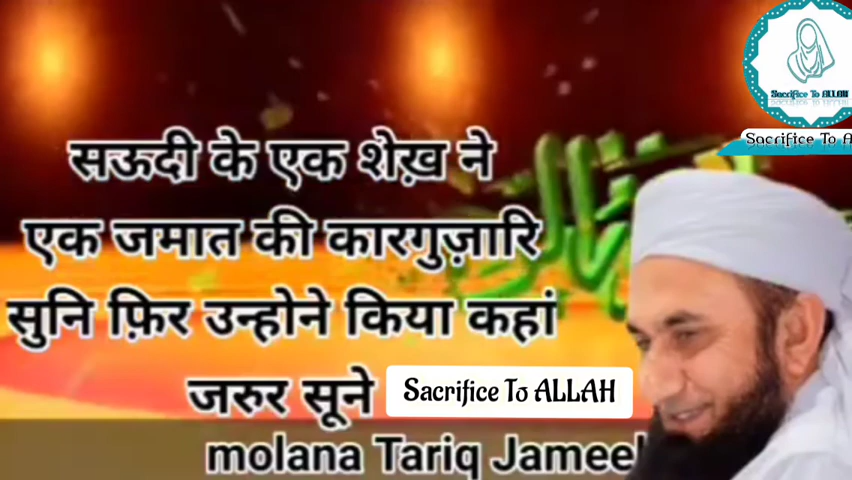 Sacrifice To ALLAH
Sacrifice To A
सऊदी के एक शेख़ ने
एक जमात की कारगुज़ारि
सुनि फ़िर उन्होने किया कहां
जरुर सूने
Sacrifice To ALLAH
molana Tariq Jameel